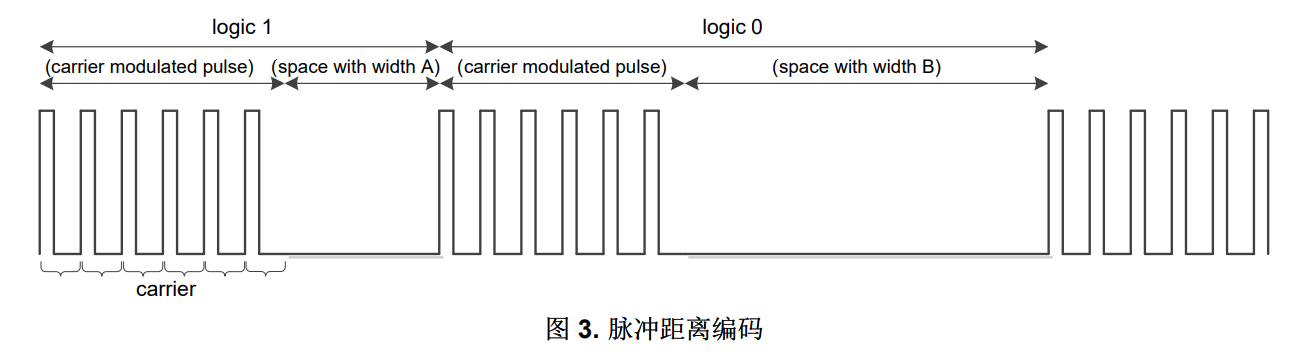 logic 1 logic 0
(carrier modulated pulse) (space with width A) (carrier modulated pulse) (space with width B)
carrier
图 3. 脉冲距离编码